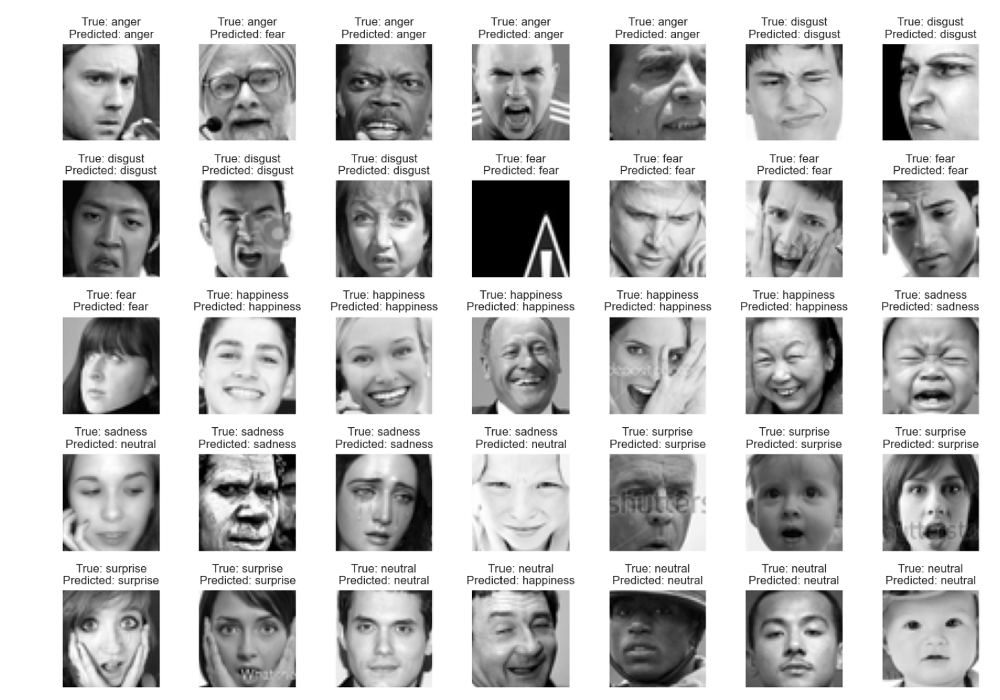 True: anger
Predicted: anger
True: anger
Predicted: fear
True: anger
Predicted: anger
True: anger
Predicted: anger
True: anger
Predicted: anger
True: disgust
Predicted: disgust
True: disgust
Predicted: disgust
True: disgust
Predicted: disgust
True: disgust
Predicted: disgust
True: disgust
Predicted: disgust
True: fear
Predicted: fear
True: fear
Predicted: fear
True: fear
Predicted: fear
True: fear
Predicted: fear
True: fear
Predicted: fear
True: happiness
Predicted: happiness
True: happiness
Predicted: happiness
True: happiness
Predicted: happiness
True: happiness
Predicted: happiness
depost
True: happiness
Predicted: happiness
True: sadness
Predicted: sadness
True: sadness
Predicted: neutral
True: sadness
Predicted: sadness
True: sadness
Predicted: sadness
True: sadness
Predicted: neutral
True: surprise
Predicted: surprise
shutters
True: surprise
Predicted: surprise
True: surprise
Predicted: surprise
True: surprise
Predicted: surprise
True: surprise
Predicted: surprise
True: neutral
Predicted: neutral
True: neutral
Predicted: happiness
True: neutral
Predicted: neutral
True: neutral
Predicted: neutral
True: neutral
Predicted: neutral